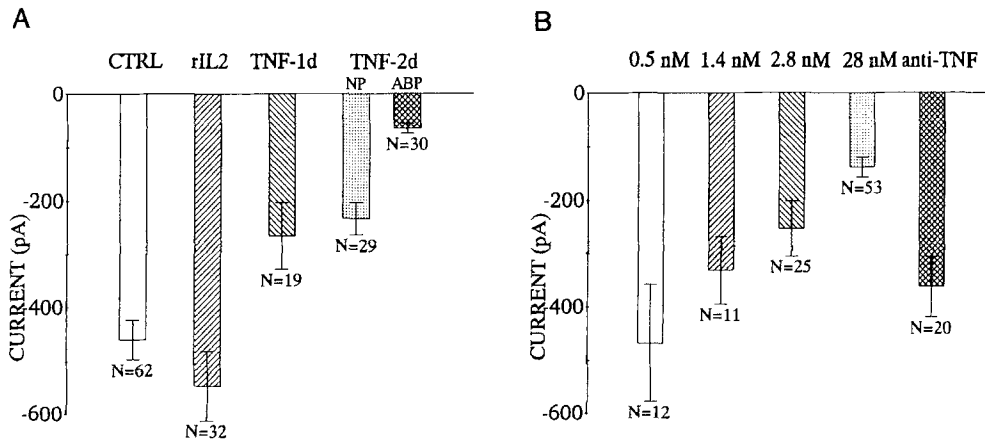 A
CTRL rIL2 TNF-1d TNF-2d
NP ABP
0
-200
-400
-600
CURRENT (pA)
N=62
N=32
N=19
N=29
N=30
B
0.5 nM 1.4 nM 2.8 nM 28 nM anti-TNF
0
-200
-400
-600
CURRENT (pA)
N=12
N=11
N=25
N=53
N=20